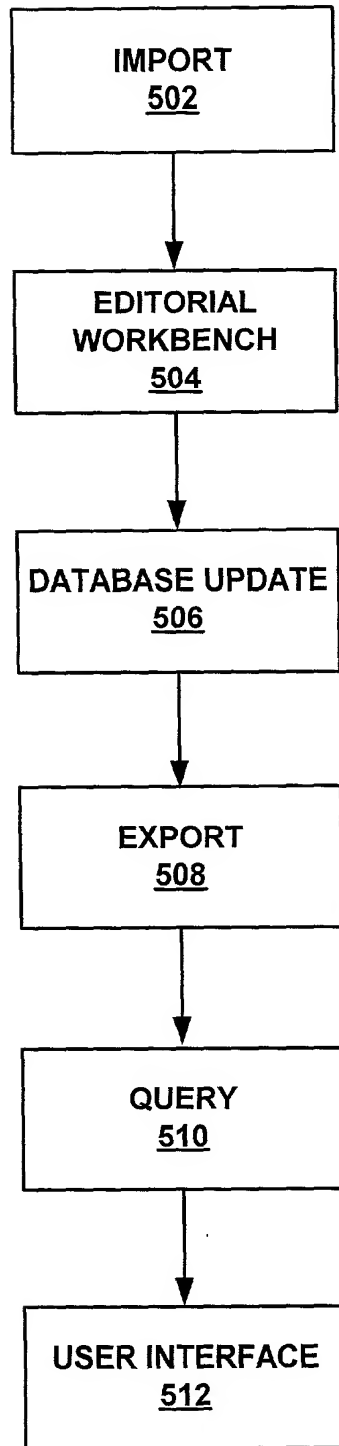 IMPORT
502
EDITORIAL
WORKBENCH
504
DATABASE UPDATE
506
EXPORT
508
QUERY
510
USER INTERFACE
512